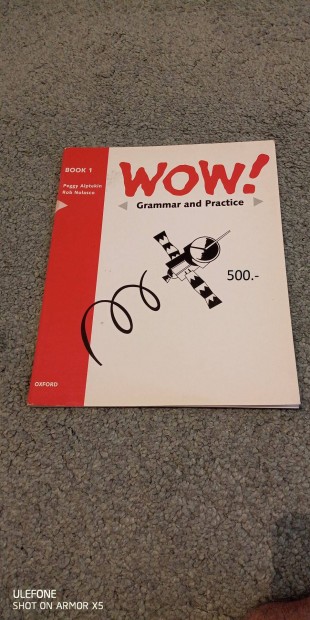 BOOK 1
Peggy Alptekin
Rob Nolasco
WOW!
Grammar and Practice
500.-
OXFORD
ULEFONE
SHOT ON ARMOR X5